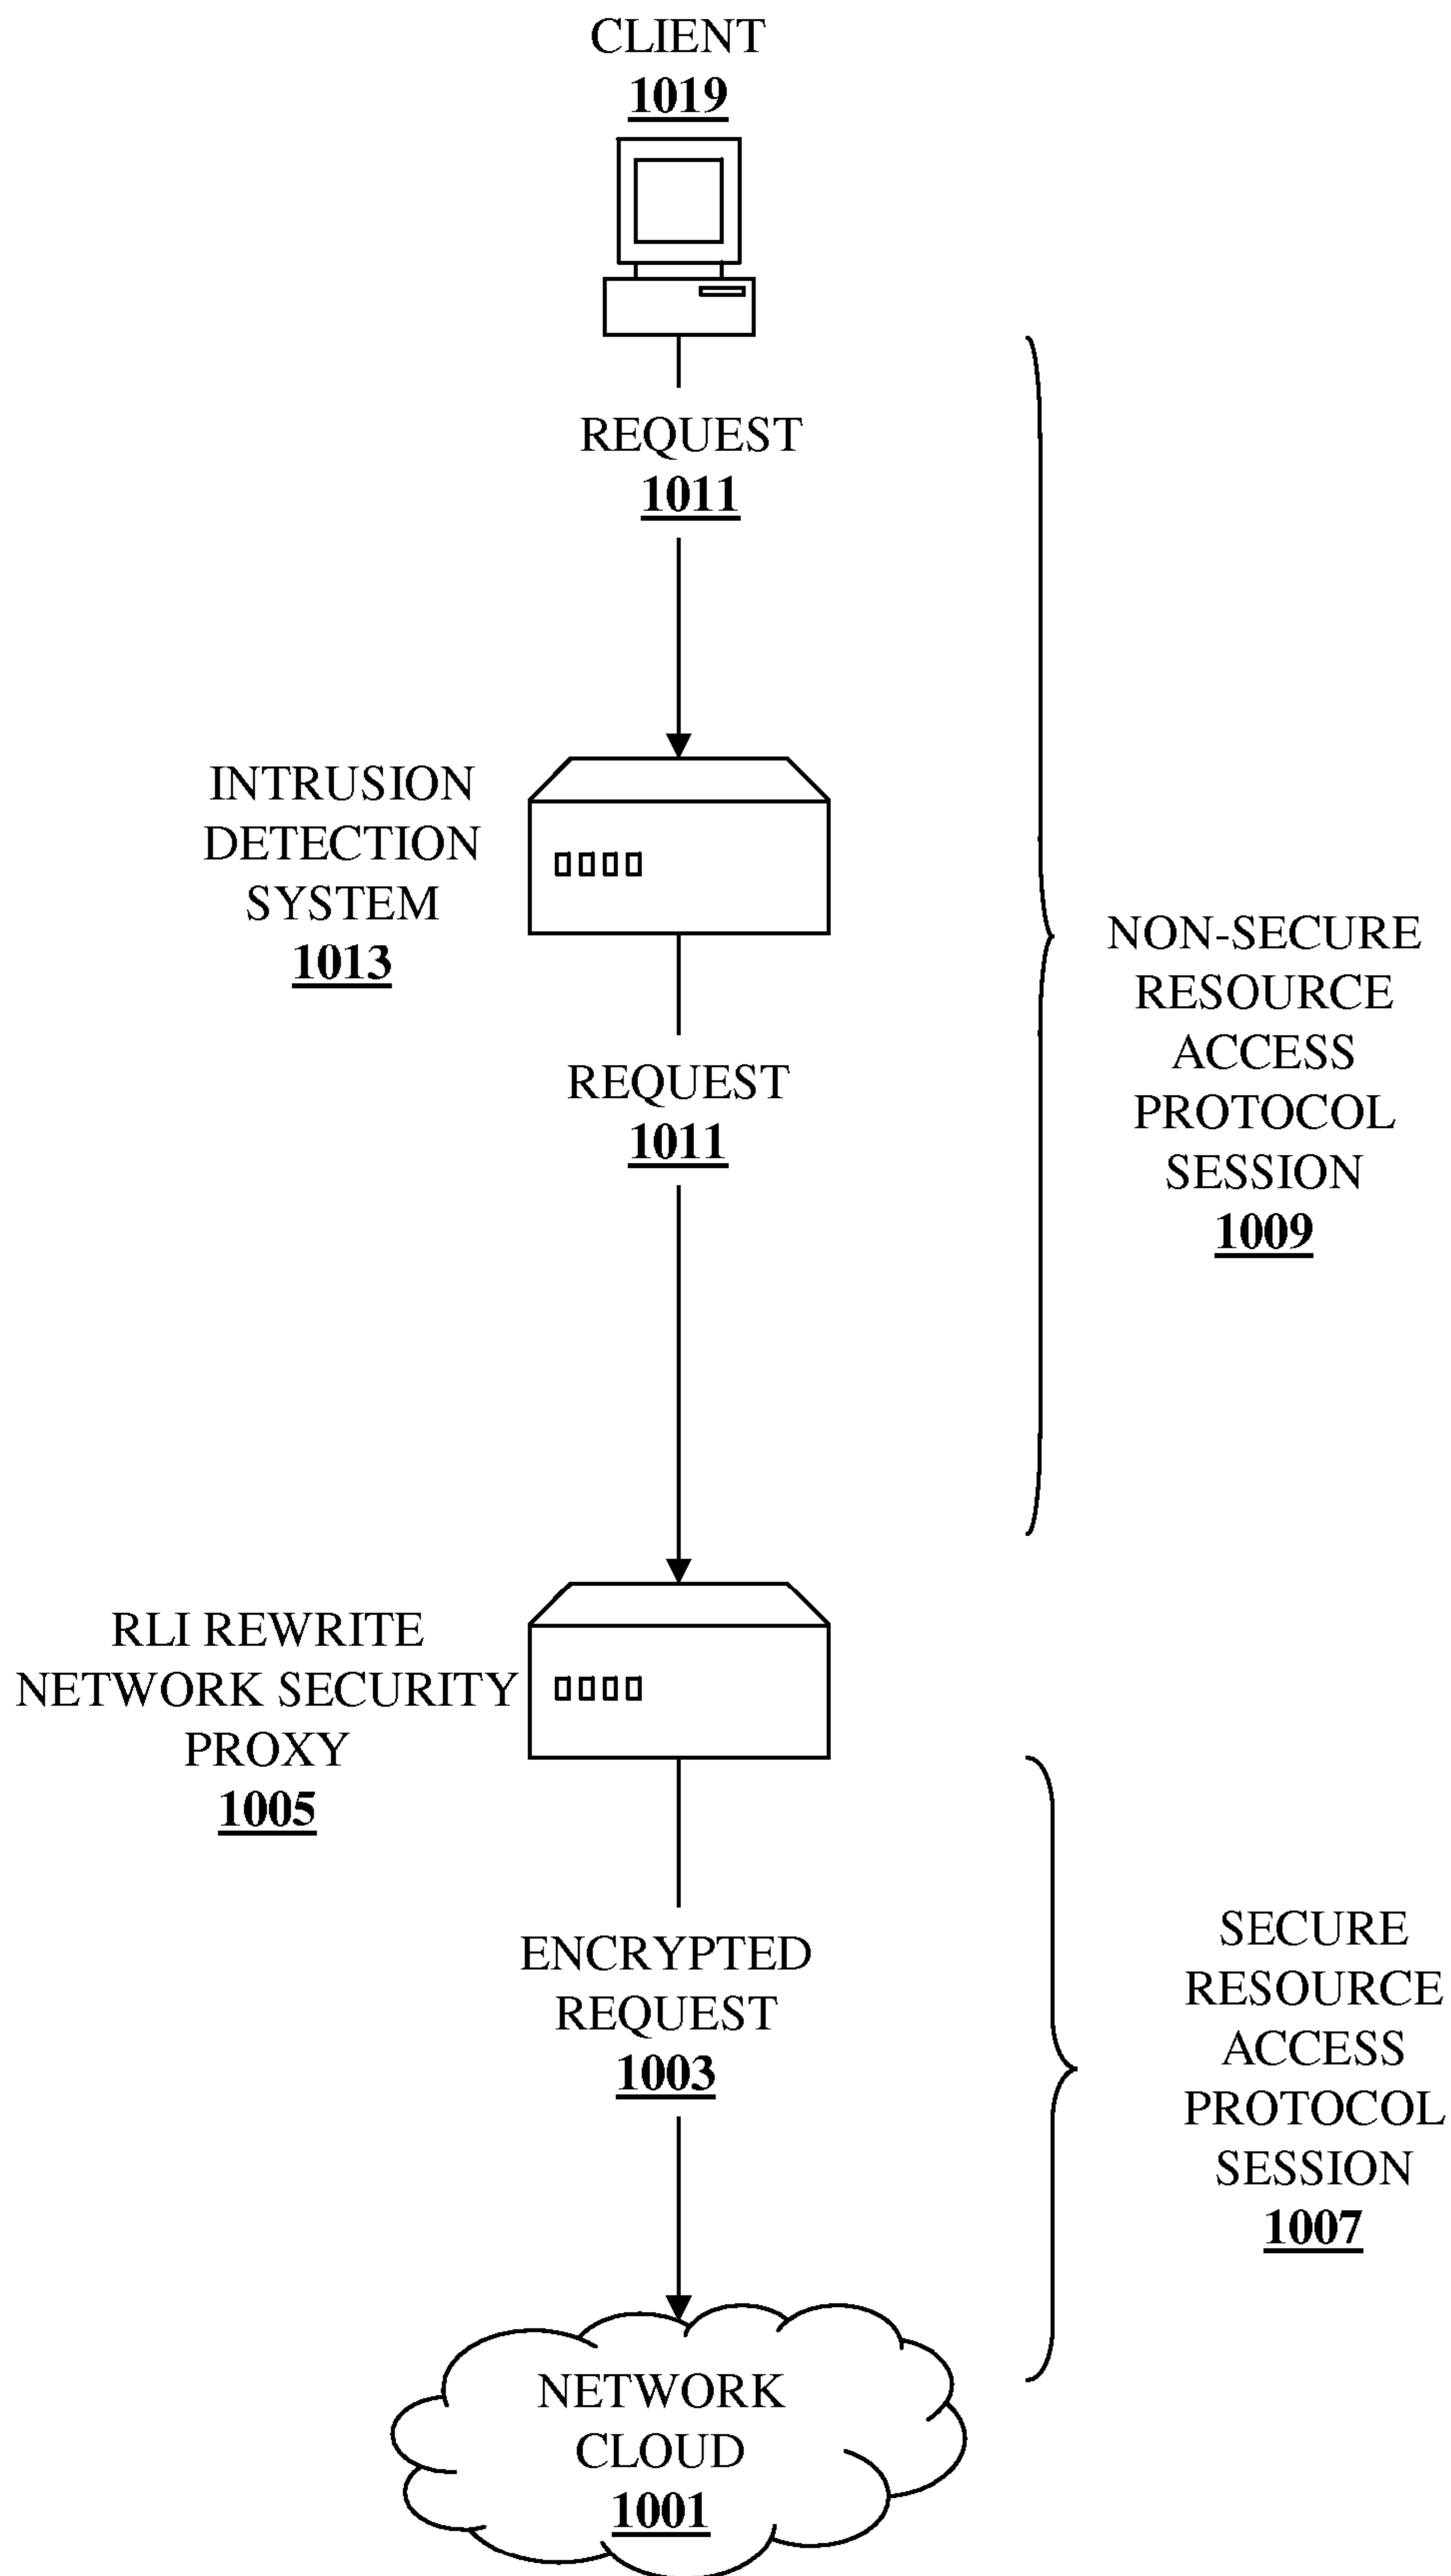 CLIENT
1019
REQUEST
1011
INTRUSION
DETECTION
SYSTEM
1013
NON-SECURE
RESOURCE
ACCESS
PROTOCOL
SESSION
1009
REQUEST
1011
RLI REWRITE
NETWORK SECURITY
PROXY
1005
ENCRYPTED
REQUEST
1003
SECURE
RESOURCE
ACCESS
PROTOCOL
SESSION
1007
NETWORK
CLOUD
1001